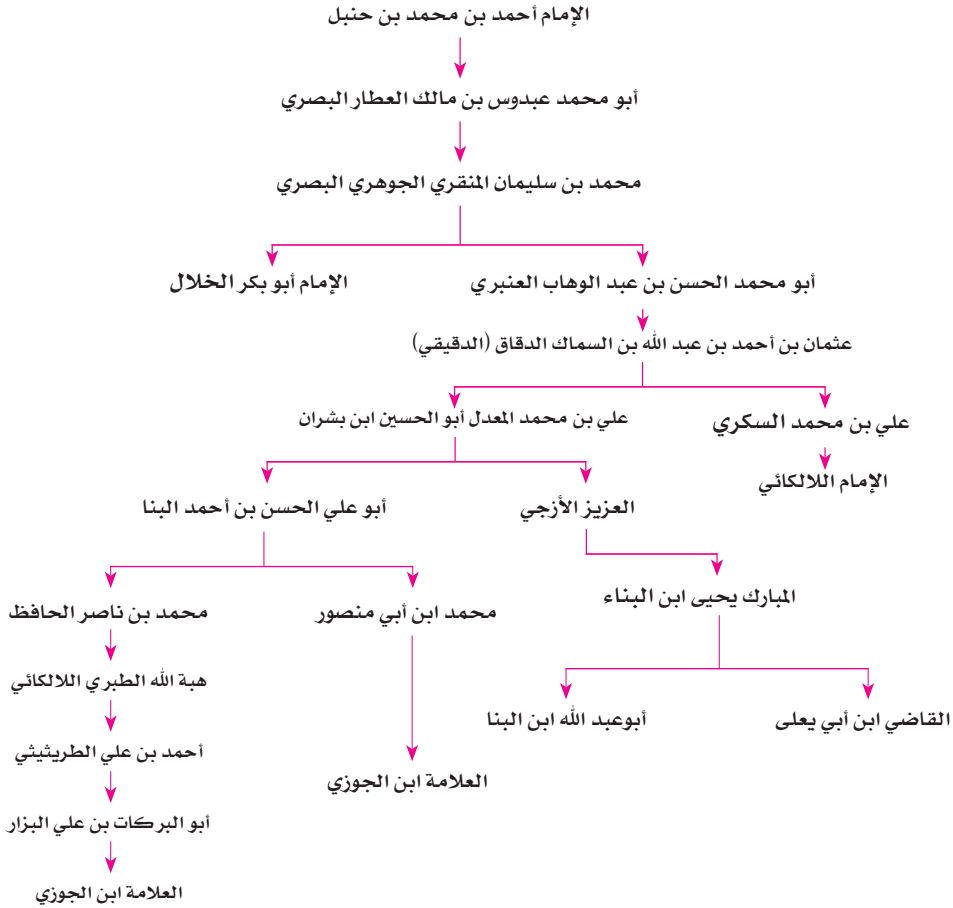 الإمام أحمد بن محمد بن حنبل
أبو محمد عبدوس بن مالك العطار البصري
محمد بن سليمان المنقري الجوهري البصري
أبو محمد الحسن بن عبد الوهاب العنبري
الإمام أبو بكر الخلال
عثمان بن أحمد بن عبد الله بن السماك الدقاق (الدقيقي)
علي بن محمد السكري
علي بن محمد المعدل أبو الحسين ابن بشران
الإمام اللالكائي
العزيز الأزجي
أبو علي الحسن بن أحمد البنا
المبارك يحيى ابن البناء
محمد ابن أبي منصور
محمد بن ناصر الحافظ
هبة الله الطبري اللالكائي
القاضي ابن أبي يعلى
أبوعبد الله ابن البنا
أحمد بن علي الطريثيثي
العلامة ابن الجوزي
أبو البركات بن علي البزار
العلامة ابن الجوزي